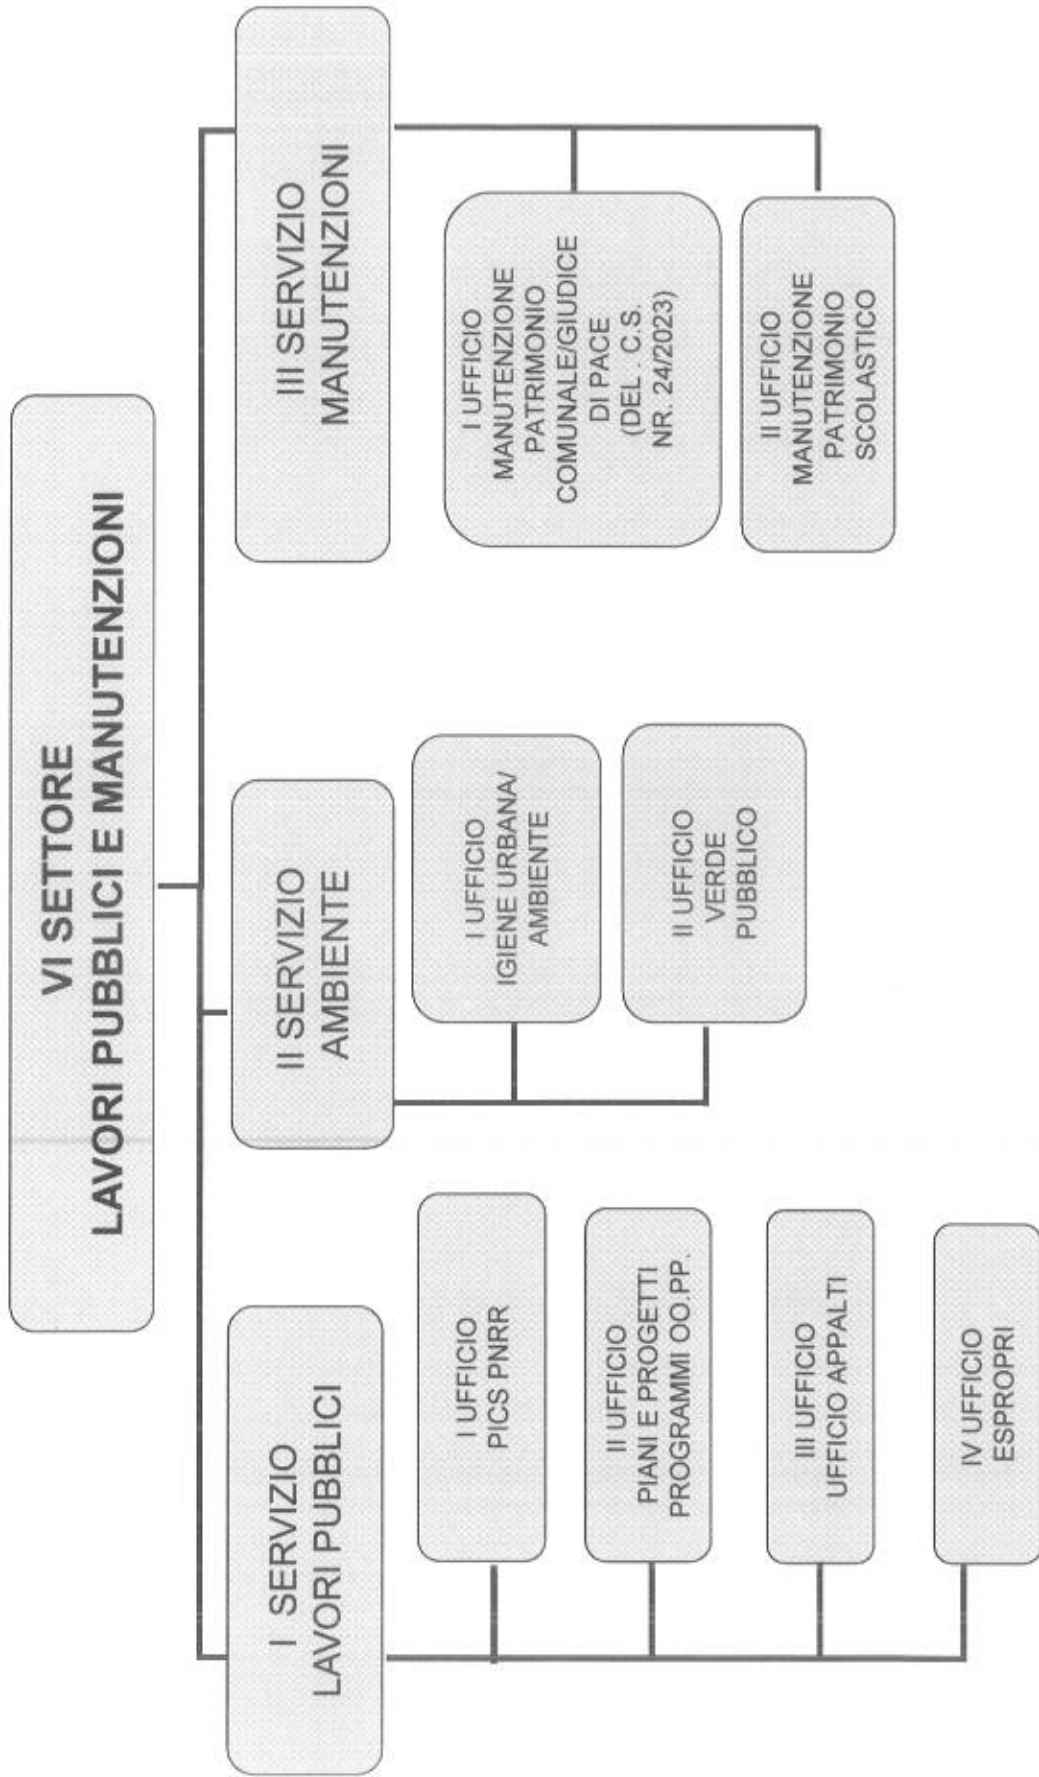 VI SETTORE
LAVORI PUBBLICI E MANUTENZIONI
I SERVIZIO
LAVORI PUBBLICI
I UFFICIO
PICS PNRR
II UFFICIO
PIANI E PROGETTI
PROGRAMMI OO.PP.
III UFFICIO
UFFICIO APPALTI
IV UFFICIO
ESPROPRI
II SERVIZIO
AMBIENTE
I UFFICIO
IGIENE URBANA/
AMBIENTE
II UFFICIO
VERDE
PUBBLICO
III SERVIZIO
MANUTENZIONI
I UFFICIO
MANUTENZIONE
PATRIMONIO
COMUNALE/GIUDICE
DI PACE
(DEL . C.S.
NR. 24/2023)
II UFFICIO
MANUTENZIONE
PATRIMONIO
SCOLASTICO